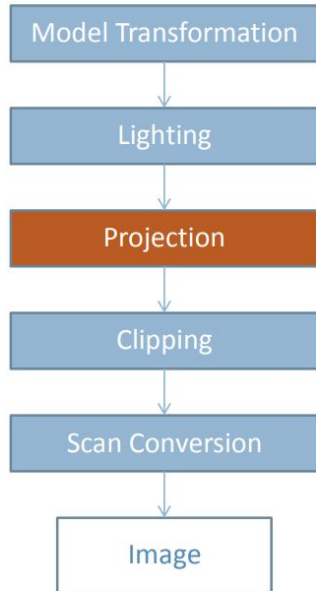 Model Transformation
Lighting
Projection
Clipping
Scan Conversion
Image